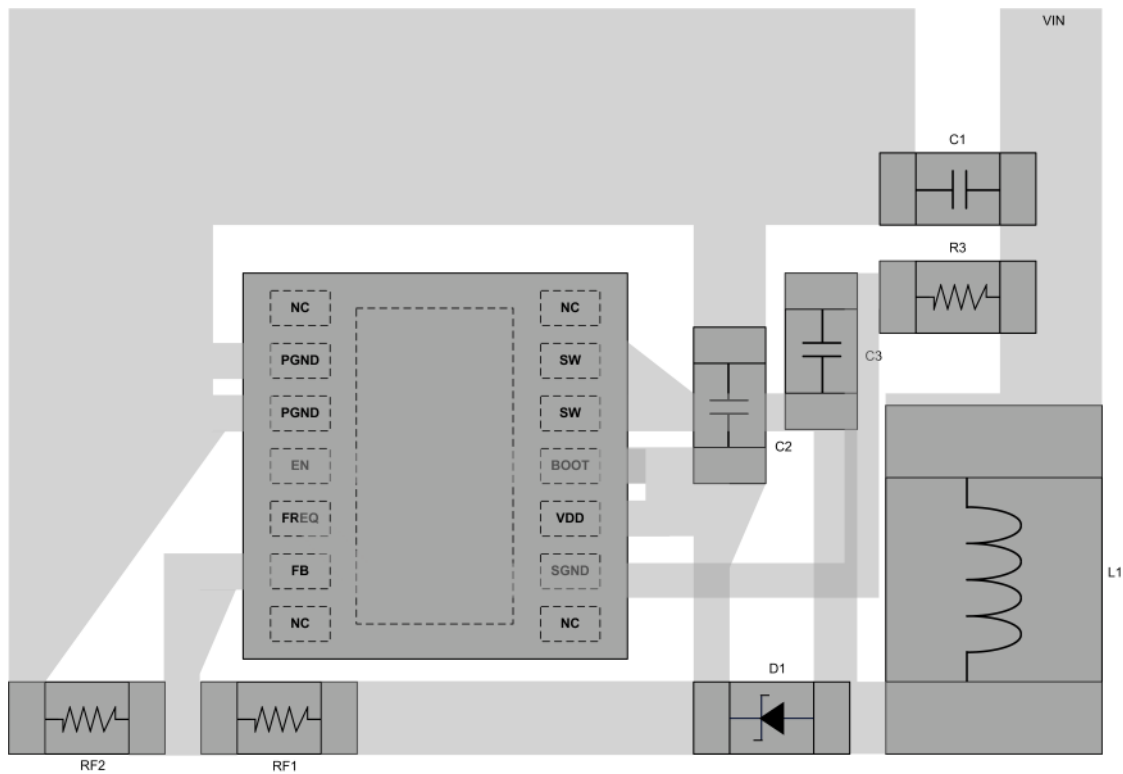 VIN
C1
R3
NC
NC
PGND
SW
C3
PGND
SW
C2
EN
BOOT
FREQ
VDD
FB
SGND
L1
NC
NC
D1
RF2
RF1